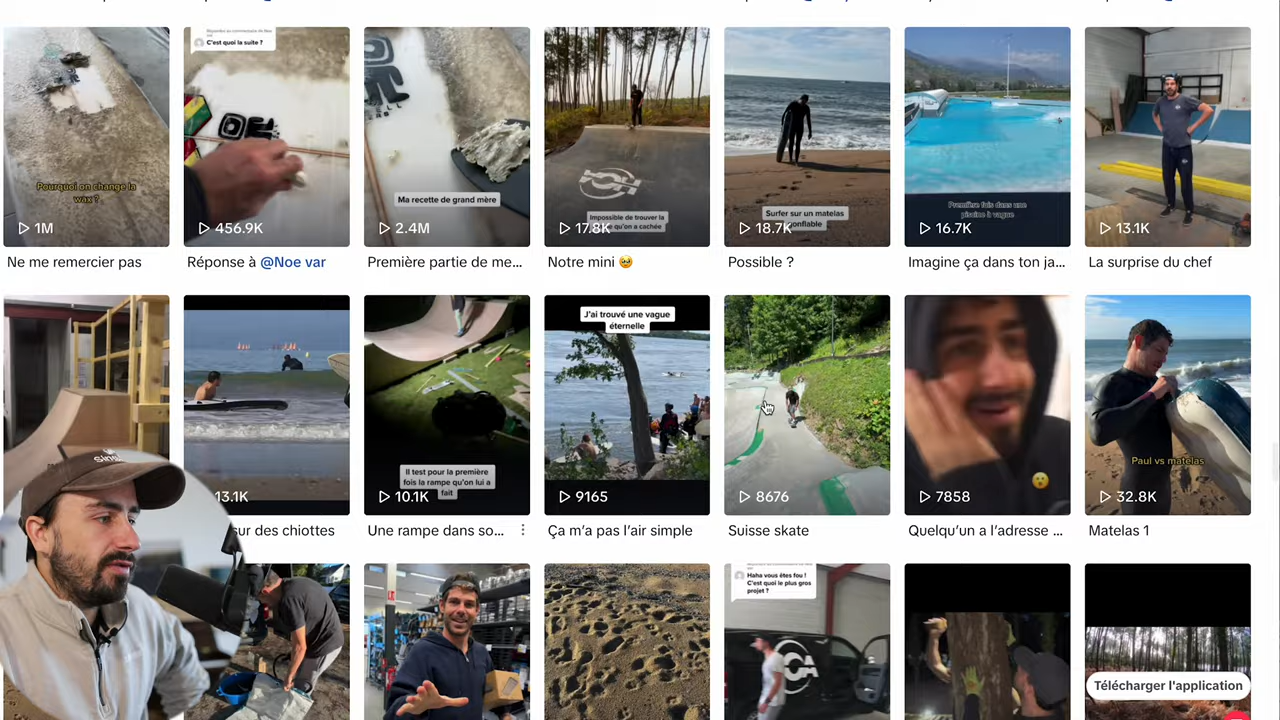 Pourquoi on change la
wax ?
1M
Ne me remercier pas
C'est quoi la suite ?
456.9K
Réponse à @Noe var
Ma recette de grand mère
2.4M
Première partie de me...
Impossible de trouver la
qu'on a cachée
17.8K
Notre mini 🥹
Surfer sur un matelas
gonflable
18.7K
Possible ?
Première fois dans une
piscine à vague
16.7K
Imagine ça dans ton ja...
13.1K
La surprise du chef
13.1K
ur des chiottes
Il test pour la première
fois la rampe qu'on lui a
fait
10.1K
Une rampe dans so...
J'ai trouvé une vague
éternelle
9165
Ça m'a pas l'air simple
8676
Suisse skate
7858
Quelqu'un a l'adresse ...
Paul vs matelas
32.8K
Matelas 1
Haha vous êtes fou !
C'est quoi le plus gros
projet ?
Télécharger l'application